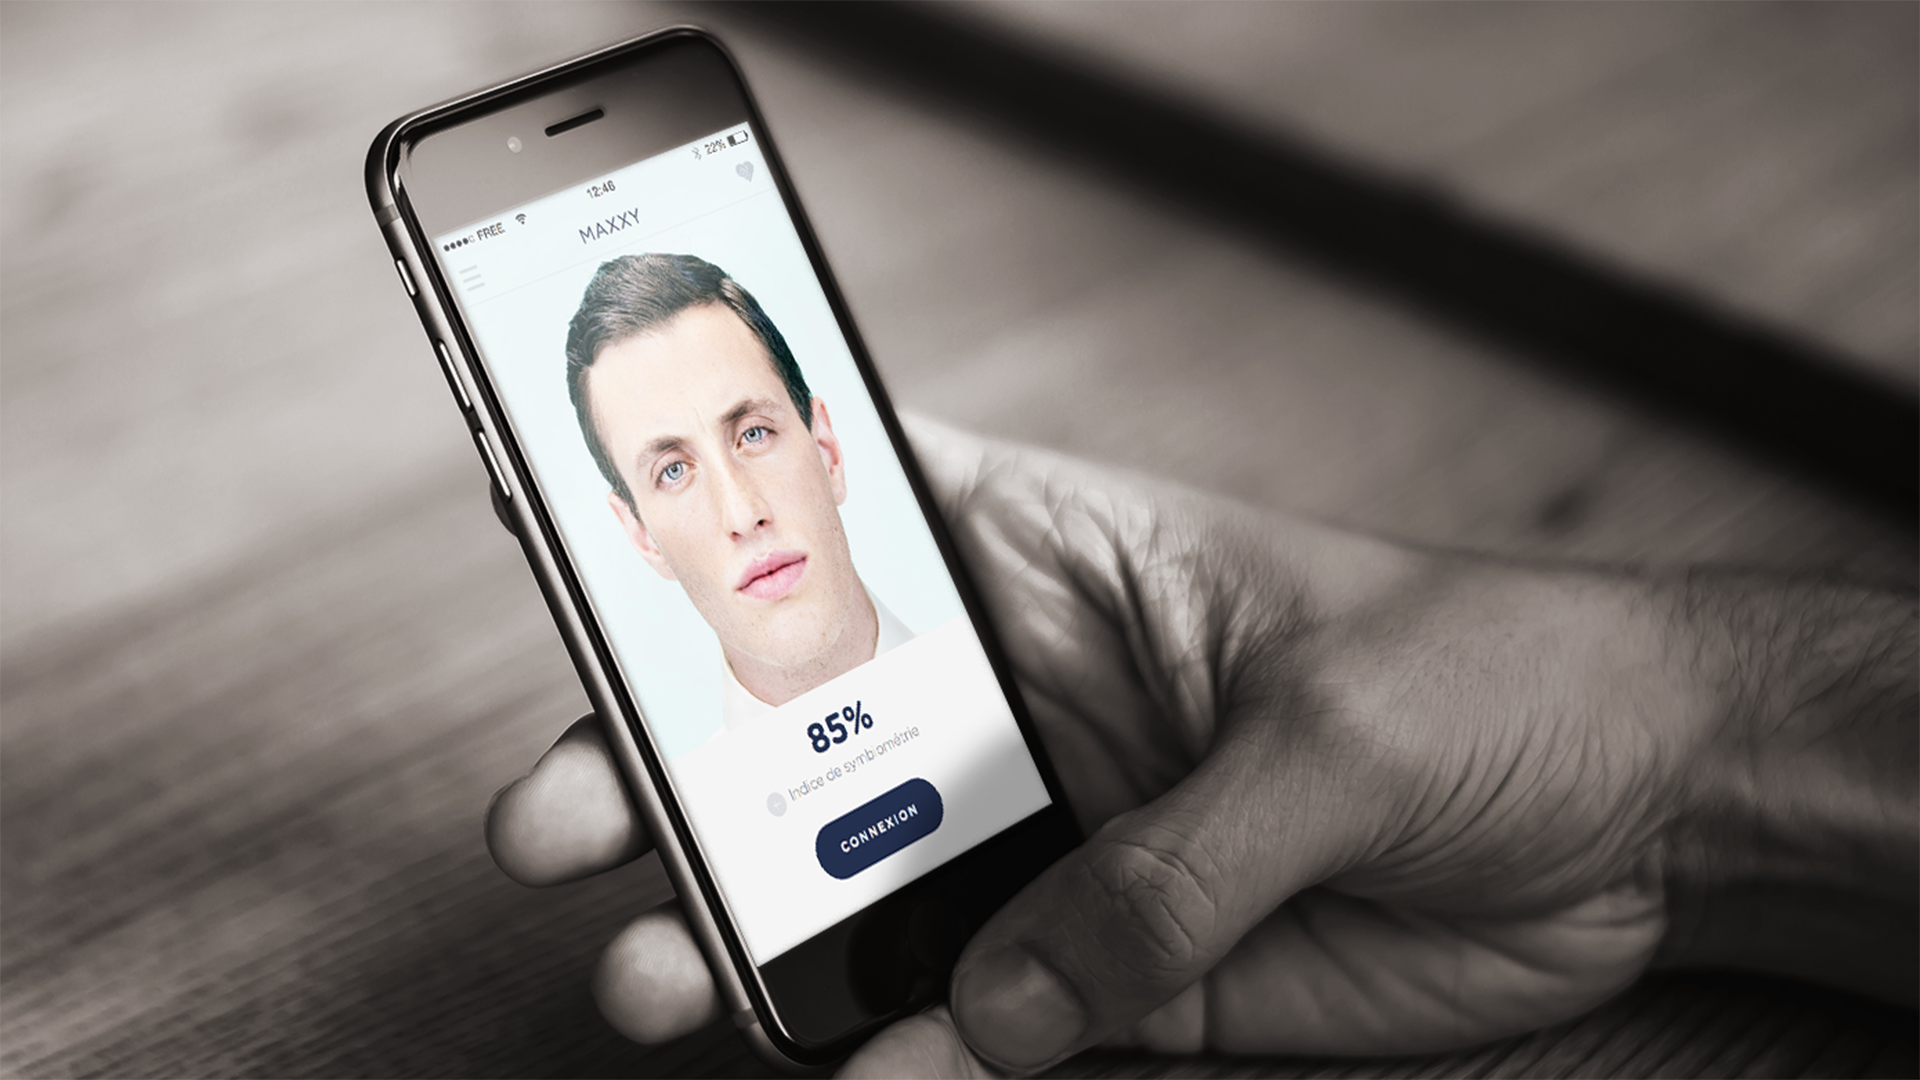 22%
12:46
FREE
MAXXY
85%
Indice de symbiométrie
CONNEXION